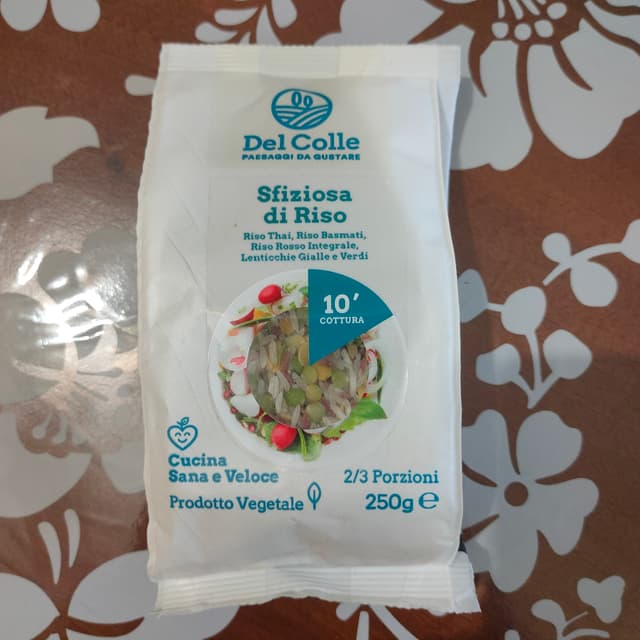 Del Colle
PAESAGGI DA GUSTARE
Sfiziosa
di Riso
Riso Thai, Riso Basmati,
Riso Rosso Integrale,
Lenticchie Gialle e Verdi
10'
COTTURA
Cucina
Sana e Veloce
2/3 Porzioni
Prodotto Vegetale
250g e